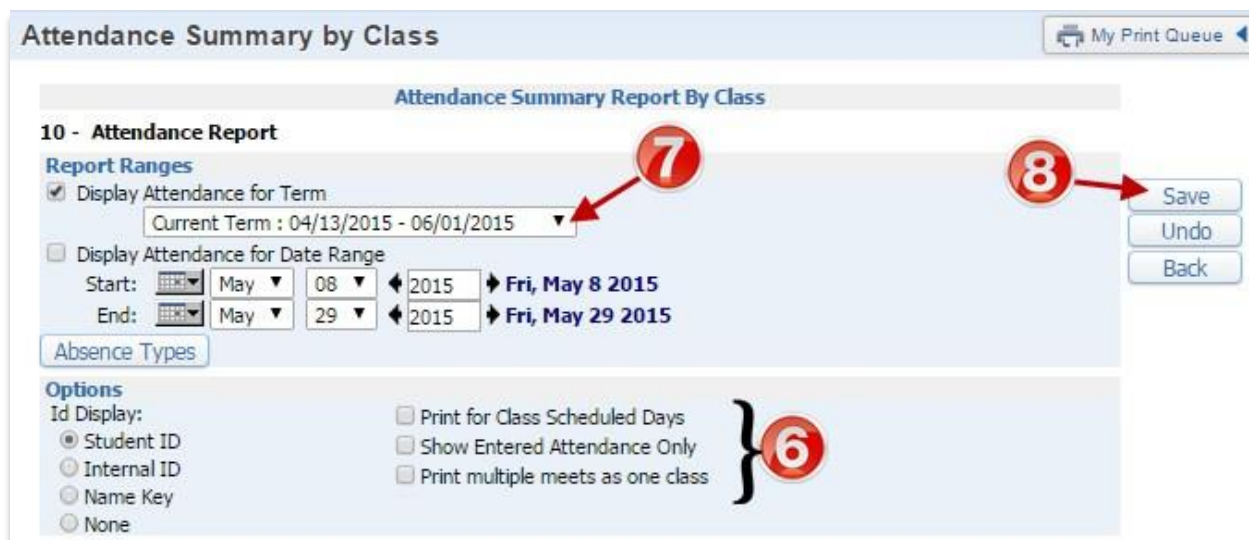 Attendance Summary by Class
My Print Queue
Attendance Summary Report By Class
10 - Attendance Report
Report Ranges
7
8
Display Attendance for Term
Save
Current Term : 04/13/2015 - 06/01/2015
Undo
Display Attendance for Date Range
Back
Start: May 08 2015 Fri, May 8 2015
End: May 29 2015 Fri, May 29 2015
Absence Types
Options
Id Display:
Print for Class Scheduled Days
Student ID
Show Entered Attendance Only
6
Internal ID
Print multiple meets as one class
Name Key
None